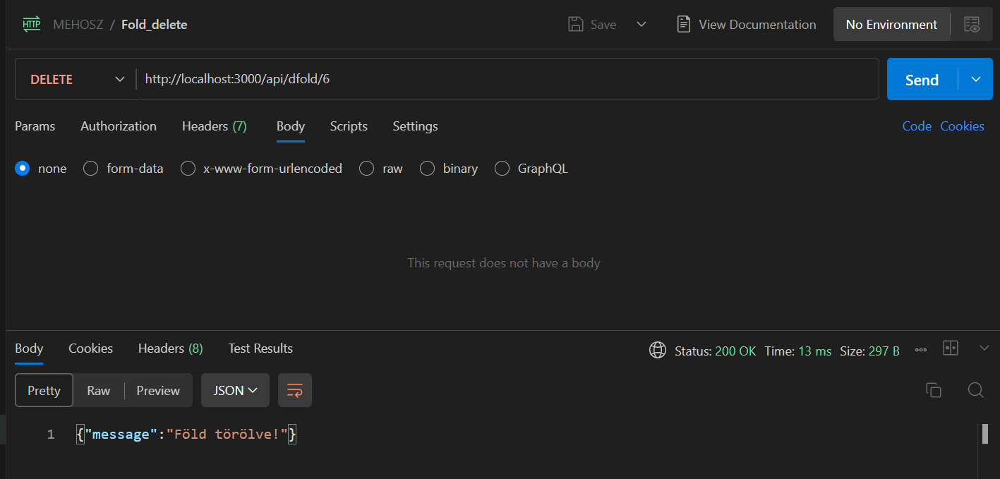 HTTP MEHOSZ / Fold_delete Save View Documentation No Environment
DELETE http://localhost:3000/api/dfold/6 Send
Params Authorization Headers (7) Body Scripts Settings Code Cookies
none form-data x-www-form-urlencoded raw binary GraphQL
This request does not have a body
Body Cookies Headers (8) Test Results Status: 200 OK Time: 13 ms Size: 297 B
Pretty Raw Preview JSON
1 {"message":"Föld törölve!"}